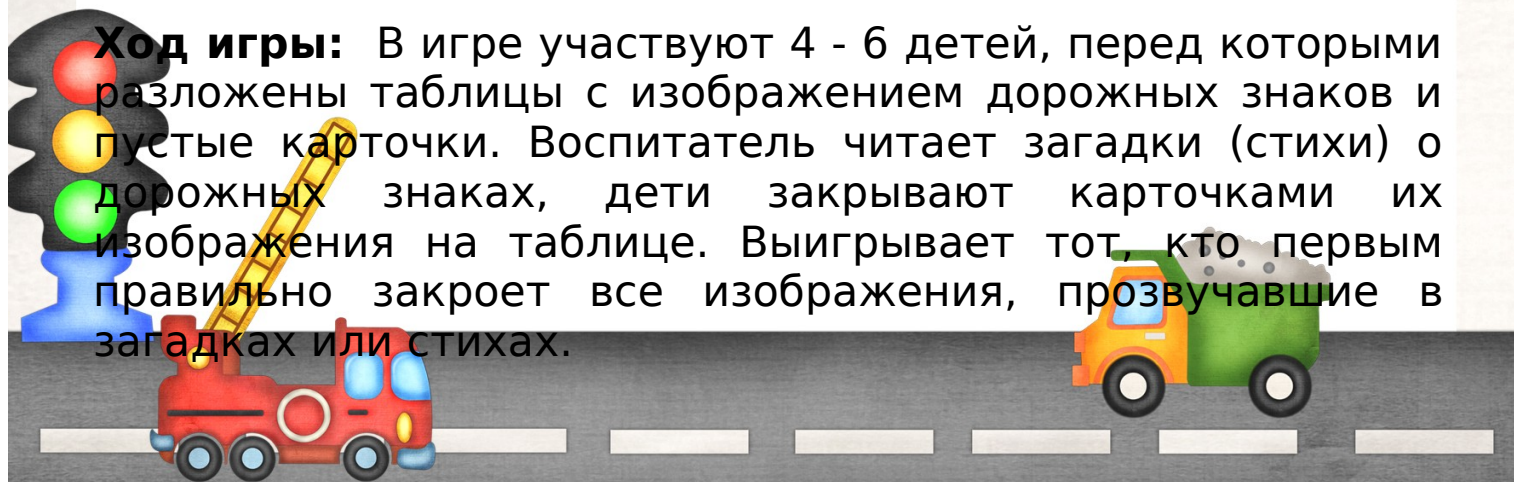 Ход игры: В игре участвуют 4 - 6 детей, перед которыми
разложены таблицы с изображением дорожных знаков и
пустые карточки. Воспитатель читает загадки (стихи) о
дорожных знаках, дети закрывают карточками их
изображения на таблице. Выигрывает тот, кто первым
правильно закроет все изображения, прозвучавшие в
загадках или стихах.